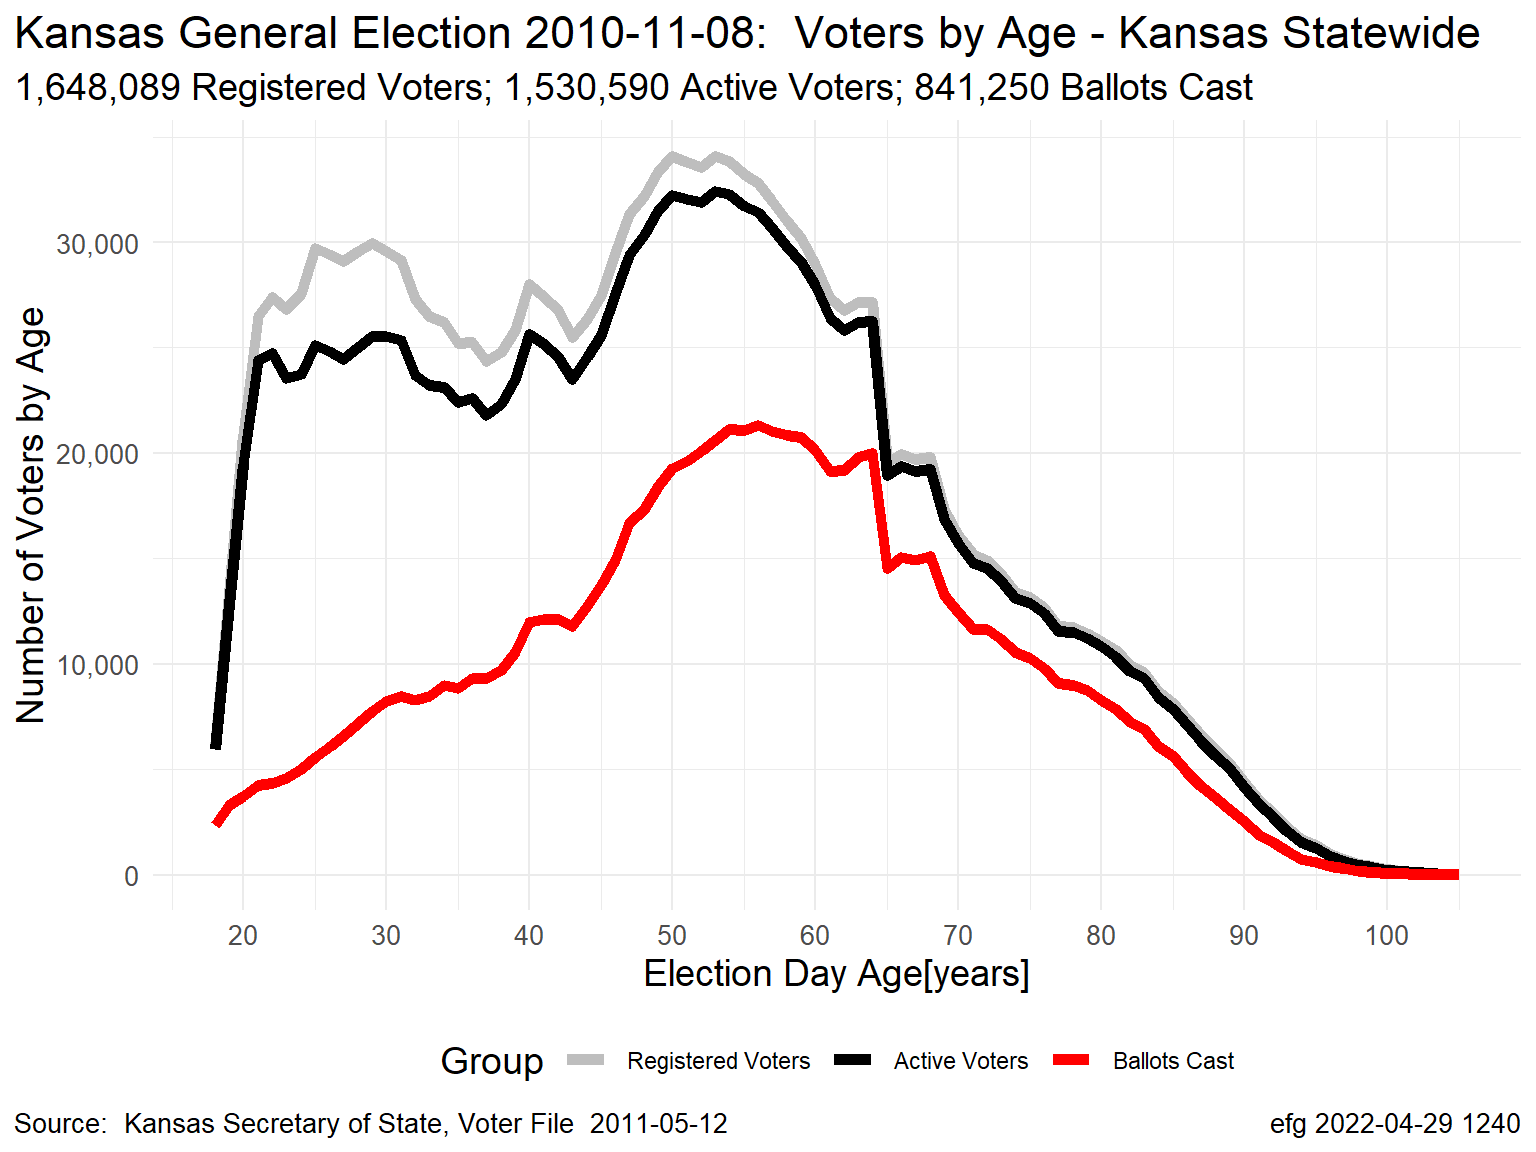 Kansas General Election 2010-11-08:  Voters by Age - Kansas Statewide
1,648,089 Registered Voters; 1,530,590 Active Voters; 841,250 Ballots Cast
Number of Voters by Age
30,000
20,000
10,000
0
20 30 40 50 60 70 80 90 100
Election Day Age[years]
Group Registered Voters Active Voters Ballots Cast
Source:  Kansas Secretary of State, Voter File  2011-05-12
efg 2022-04-29 1240